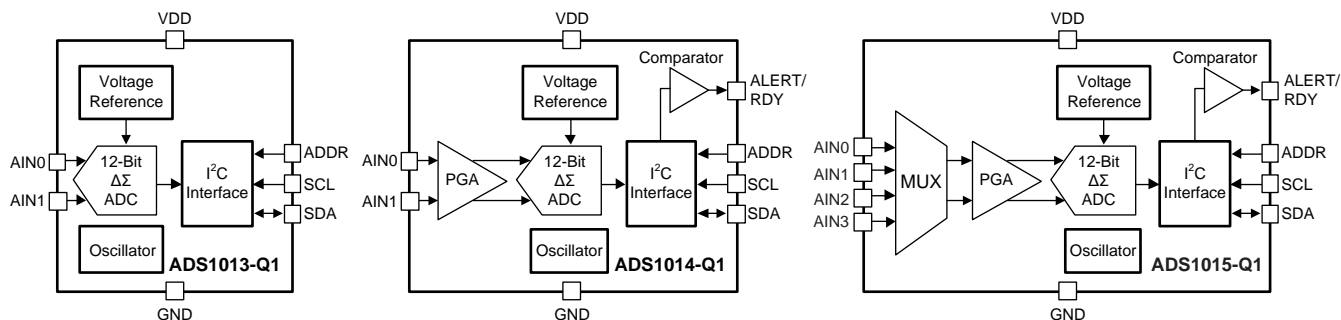 VDD
Voltage
Reference
AIN0
AIN1
12-Bit
ΔΣ
ADC
I²C
Interface
ADDR
SCL
SDA
Oscillator
ADS1013-Q1
GND
VDD
Comparator
Voltage
Reference
ALERT/
RDY
AIN0
AIN1
PGA
12-Bit
ΔΣ
ADC
I²C
Interface
ADDR
SCL
SDA
Oscillator
ADS1014-Q1
GND
VDD
Comparator
Voltage
Reference
ALERT/
RDY
AIN0
AIN1
AIN2
AIN3
MUX
PGA
12-Bit
ΔΣ
ADC
I²C
Interface
ADDR
SCL
SDA
Oscillator
ADS1015-Q1
GND